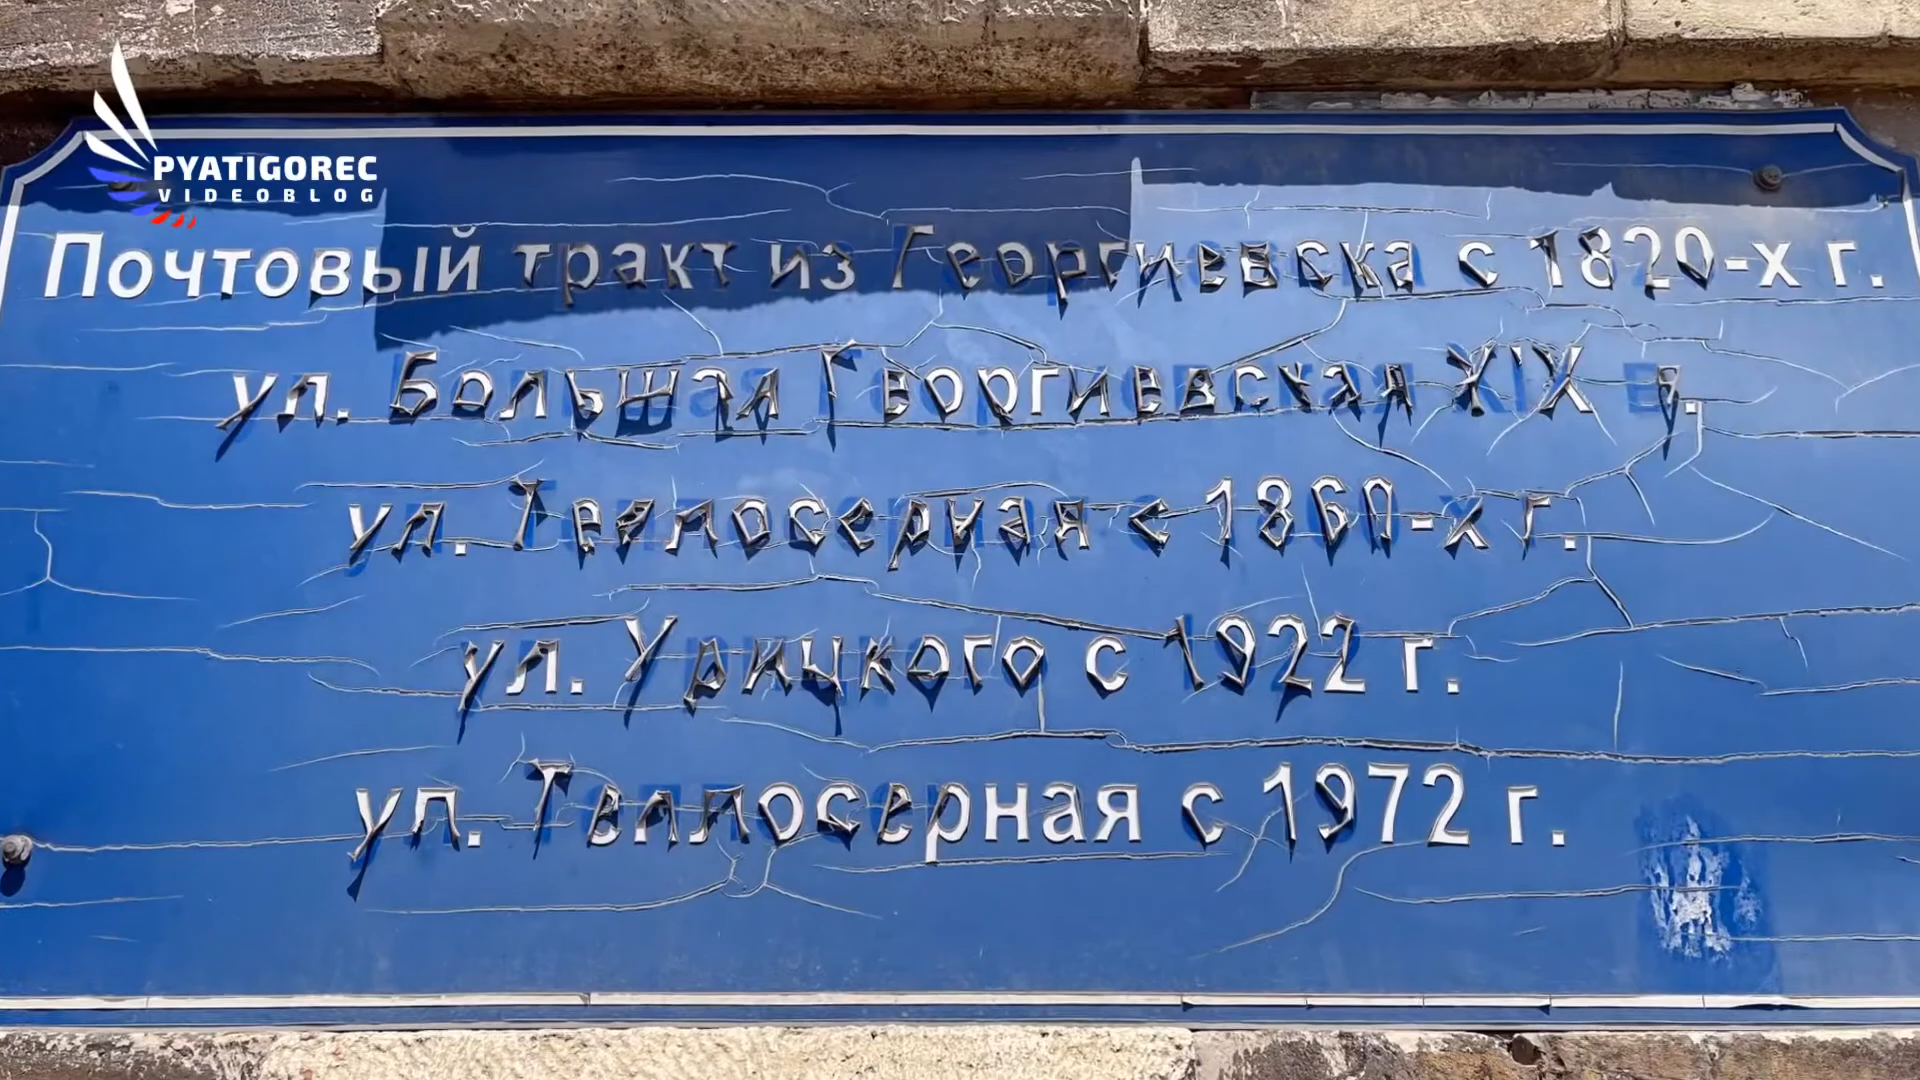 PYATIGOREC
VIDEOBLOG
Почтовый тракт из Георгиевска с 1820-х г.
ул. Большая Георгиевская XIX в.
ул. Теплосерная с 1860-х г.
ул. Урицкого с 1922 г.
ул. Теплосерная с 1972 г.